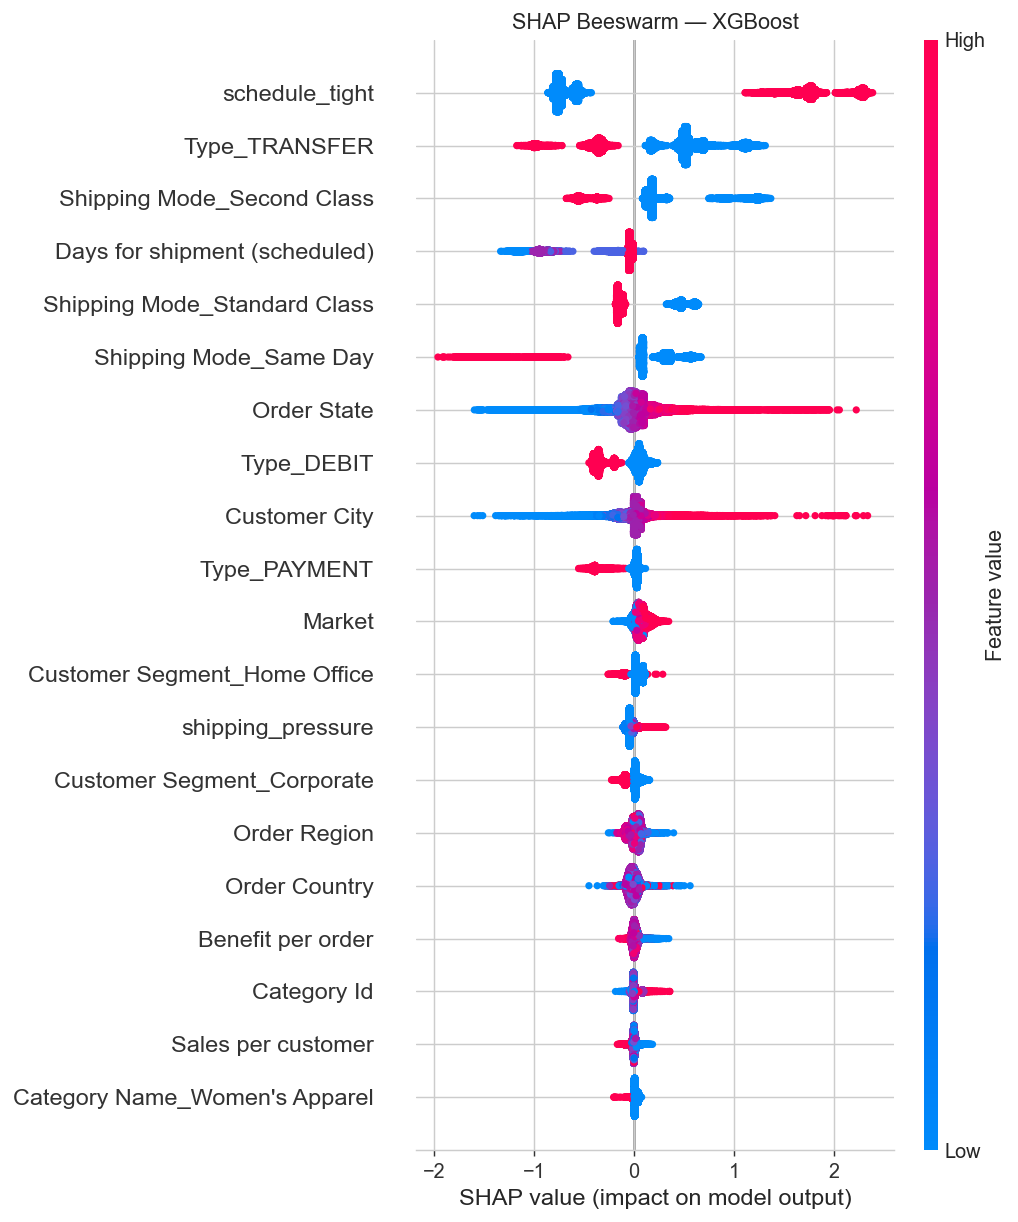 SHAP Beeswarm — XGBoost
High
schedule_tight
Type_TRANSFER
Shipping Mode_Second Class
Days for shipment (scheduled)
Shipping Mode_Standard Class
Shipping Mode_Same Day
Order State
Type_DEBIT
Customer City
Type_PAYMENT
Market
Customer Segment_Home Office
shipping_pressure
Customer Segment_Corporate
Order Region
Order Country
Benefit per order
Category Id
Sales per customer
Category Name_Women's Apparel
Feature value
Low
−2 −1 0 1 2
SHAP value (impact on model output)